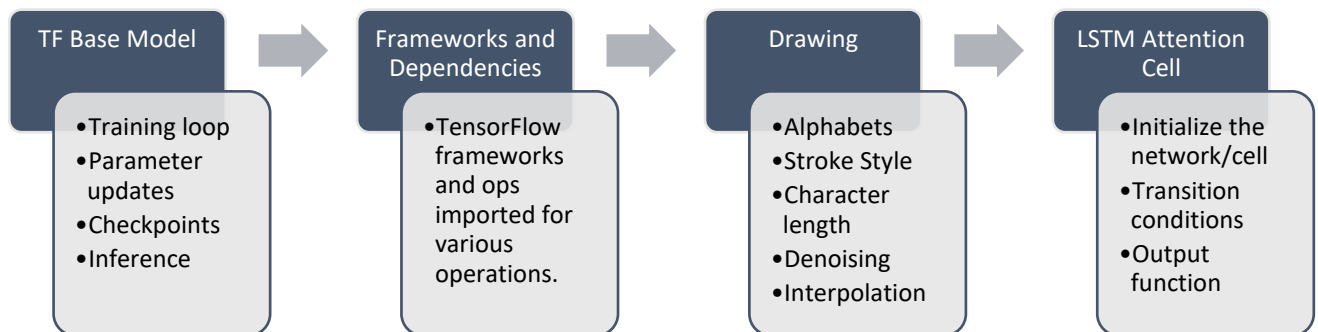 TF Base Model
•Training loop
•Parameter
updates
•Checkpoints
•Inference
Frameworks and
Dependencies
•TensorFlow
frameworks
and ops
imported for
various
operations.
Drawing
•Alphabets
•Stroke Style
•Character
length
•Denoising
•Interpolation
LSTM Attention
Cell
•Initialize the
network/cell
•Transition
conditions
•Output
function